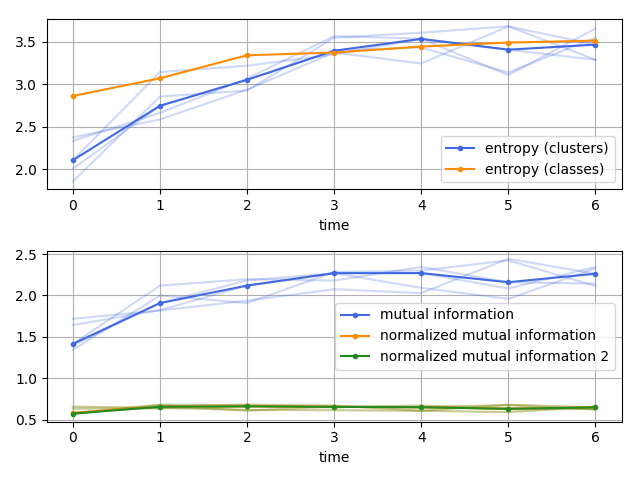 3.5
3.0
2.5
2.0
entropy (clusters)
entropy (classes)
0 1 2 3 4 5 6
time
2.5
2.0
1.5
1.0
0.5
mutual information
normalized mutual information
normalized mutual information 2
0 1 2 3 4 5 6
time